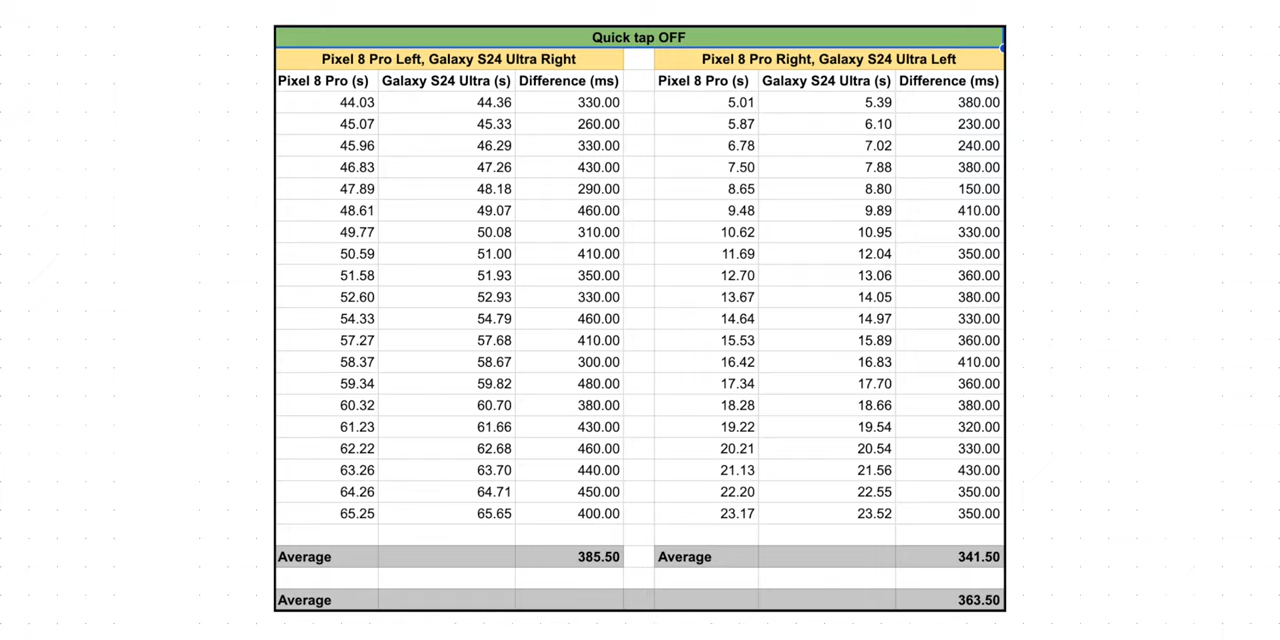 Quick tap OFF
Pixel 8 Pro Left, Galaxy S24 Ultra Right Pixel 8 Pro Right, Galaxy S24 Ultra Left
Pixel 8 Pro (s) Galaxy S24 Ultra (s) Difference (ms) Pixel 8 Pro (s) Galaxy S24 Ultra (s) Difference (ms)
44.03 44.36 330.00 5.01 5.39 380.00
45.07 45.33 260.00 5.87 6.10 230.00
45.96 46.29 330.00 6.78 7.02 240.00
46.83 47.26 430.00 7.50 7.88 380.00
47.89 48.18 290.00 8.65 8.80 150.00
48.61 49.07 460.00 9.48 9.89 410.00
49.77 50.08 310.00 10.62 10.95 330.00
50.59 51.00 410.00 11.69 12.04 350.00
51.58 51.93 350.00 12.70 13.06 360.00
52.60 52.93 330.00 13.67 14.05 380.00
54.33 54.79 460.00 14.64 14.97 330.00
57.27 57.68 410.00 15.53 15.89 360.00
58.37 58.67 300.00 16.42 16.83 410.00
59.34 59.82 480.00 17.34 17.70 360.00
60.32 60.70 380.00 18.28 18.66 380.00
61.23 61.66 430.00 19.22 19.54 320.00
62.22 62.68 460.00 20.21 20.54 330.00
63.26 63.70 440.00 21.13 21.56 430.00
64.26 64.71 450.00 22.20 22.55 350.00
65.25 65.65 400.00 23.17 23.52 350.00
Average 385.50 Average 341.50
Average 363.50